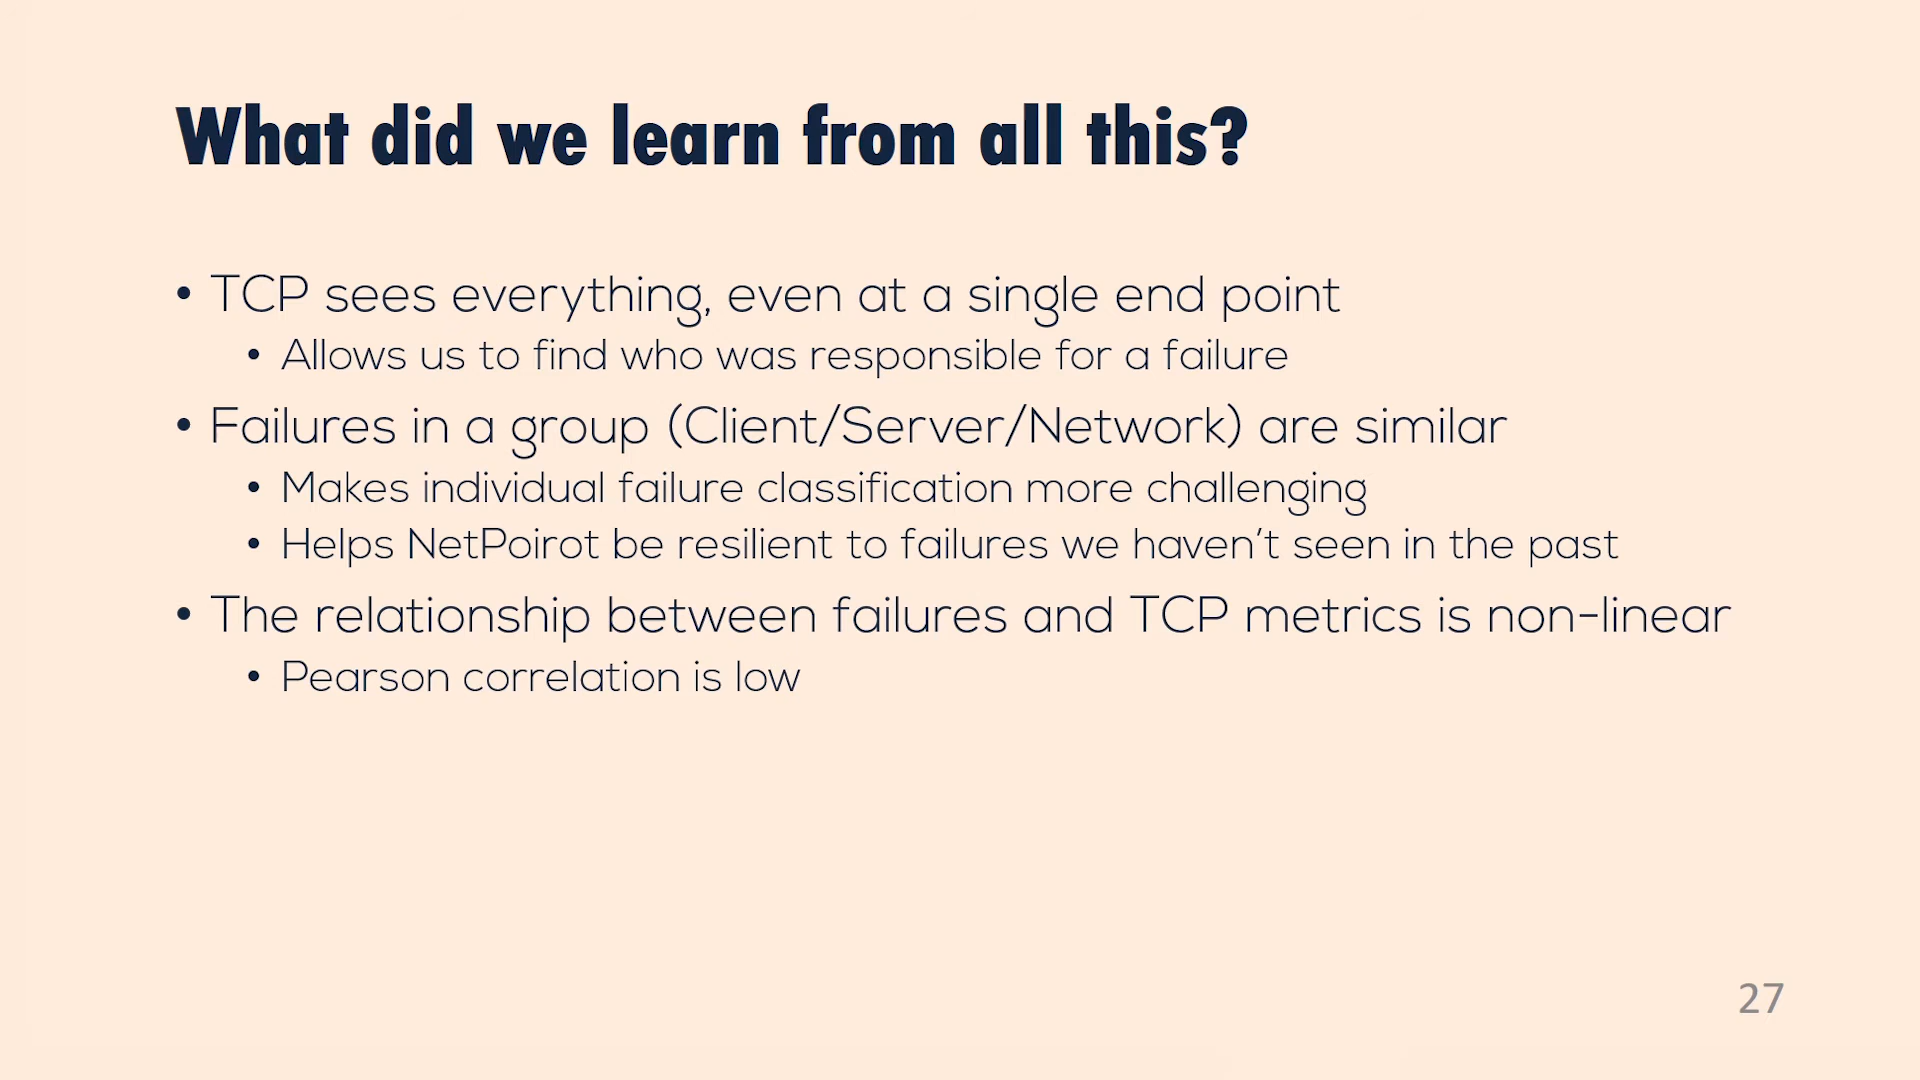 What did we learn from all this?
• TCP sees everything, even at a single end point
• Allows us to find who was responsible for a failure
• Failures in a group (Client/Server/Network) are similar
• Makes individual failure classification more challenging
• Helps NetPoirot be resilient to failures we haven’t seen in the past
• The relationship between failures and TCP metrics is non-linear
• Pearson correlation is low
27